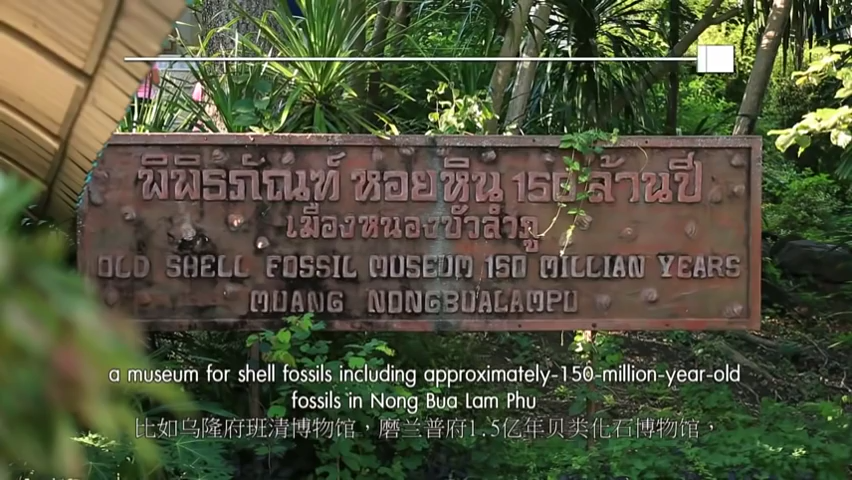 พิพิธภัณฑ์ หอยหิน 150 ล้านปี
เมืองหนองบัวลำภู
OLD SHELL FOSSIL MUSEUM 150 MILLIAN YEARS
MUANG NONGBUALAMPU
a museum for shell fossils including approximately-150-million-year-old
fossils in Nong Bua Lam Phu
比如乌隆府班清博物馆，磨兰普府1.5亿年贝类化石博物馆，